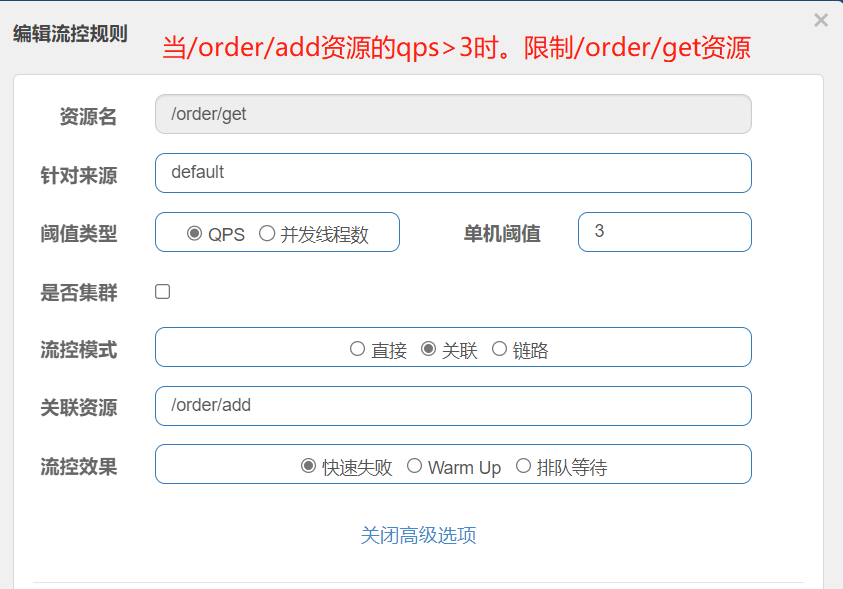 编辑流控规则
×
当/order/add资源的qps>3时。限制/order/get资源
资源名 /order/get
针对来源 default
阈值类型 QPS 并发线程数 单机阈值 3
是否集群
流控模式 直接 关联 链路
关联资源 /order/add
流控效果 快速失败 Warm Up 排队等待
关闭高级选项